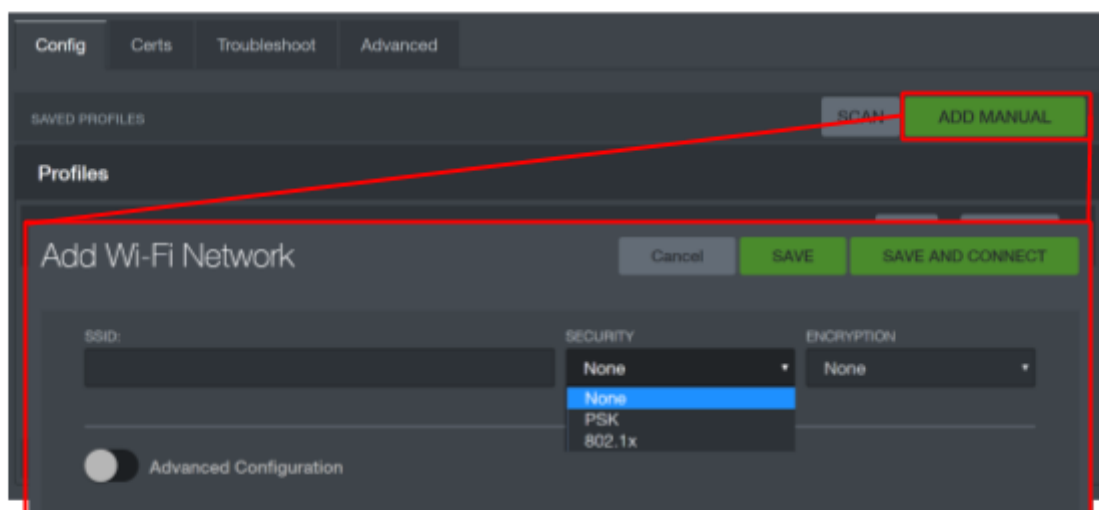 Config Certs Troubleshoot Advanced
SAVED PROFILES SCAN ADD MANUAL
Profiles
Add Wi-Fi Network Cancel SAVE SAVE AND CONNECT
SSID: SECURITY ENCRYPTION
None None
None
PSK
802.1x
Advanced Configuration